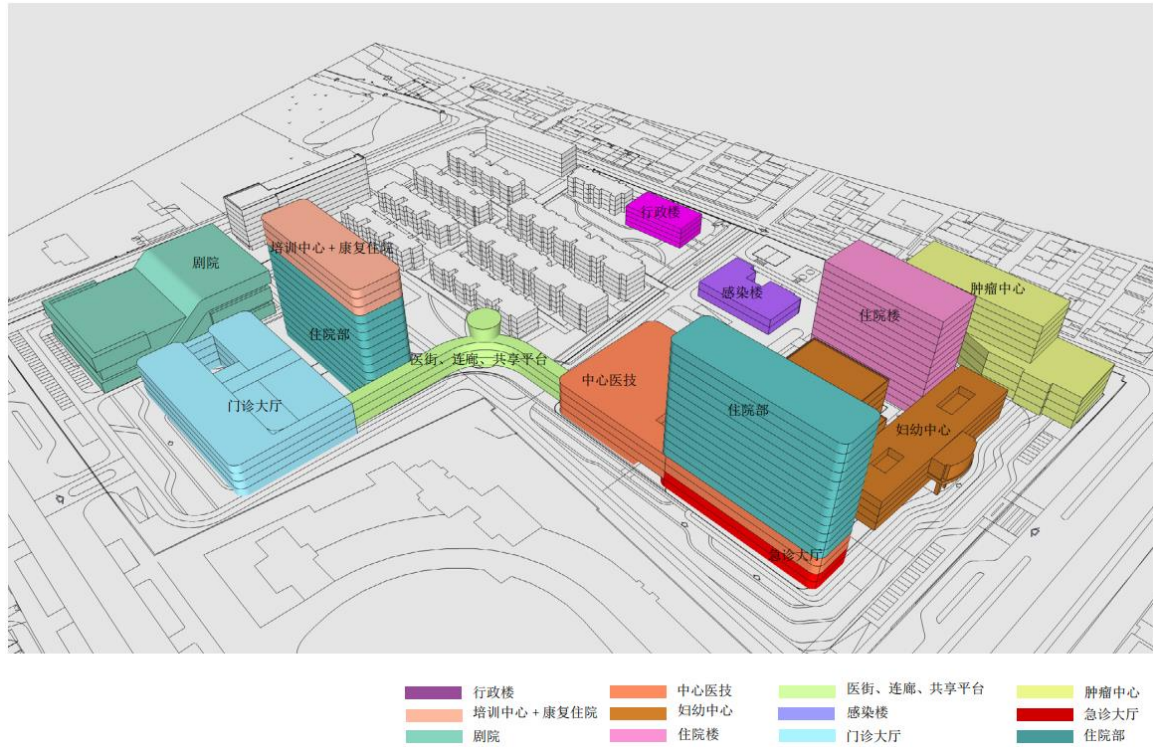 行政楼
剧院
培训中心 + 康复住院
住院楼
肿瘤中心
感染楼
住院部
医街、连廊、共享平台
中心医技
门诊大厅
住院部
妇幼中心
急诊大厅
行政楼
中心医技
医街、连廊、共享平台
肿瘤中心
培训中心 + 康复住院
妇幼中心
感染楼
急诊大厅
剧院
住院楼
门诊大厅
住院部